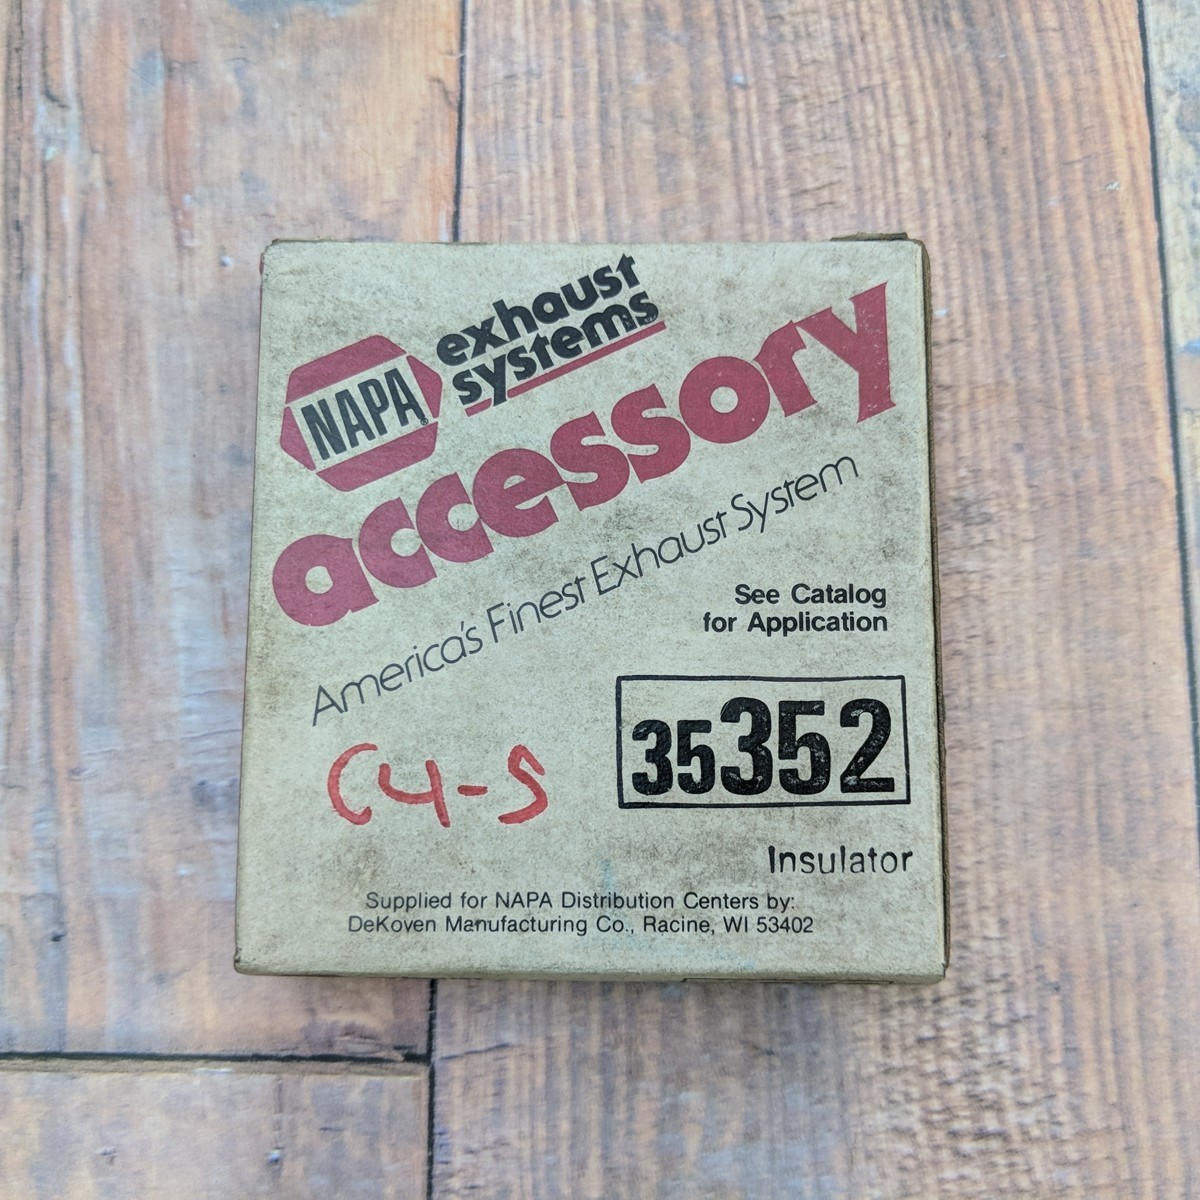 NAPA®
exhaust
systems
accessory
America's Finest Exhaust System
See Catalog
for Application
35352
C4-S
Insulator
Supplied for NAPA Distribution Centers by:
DeKoven Manufacturing Co., Racine, WI 53402